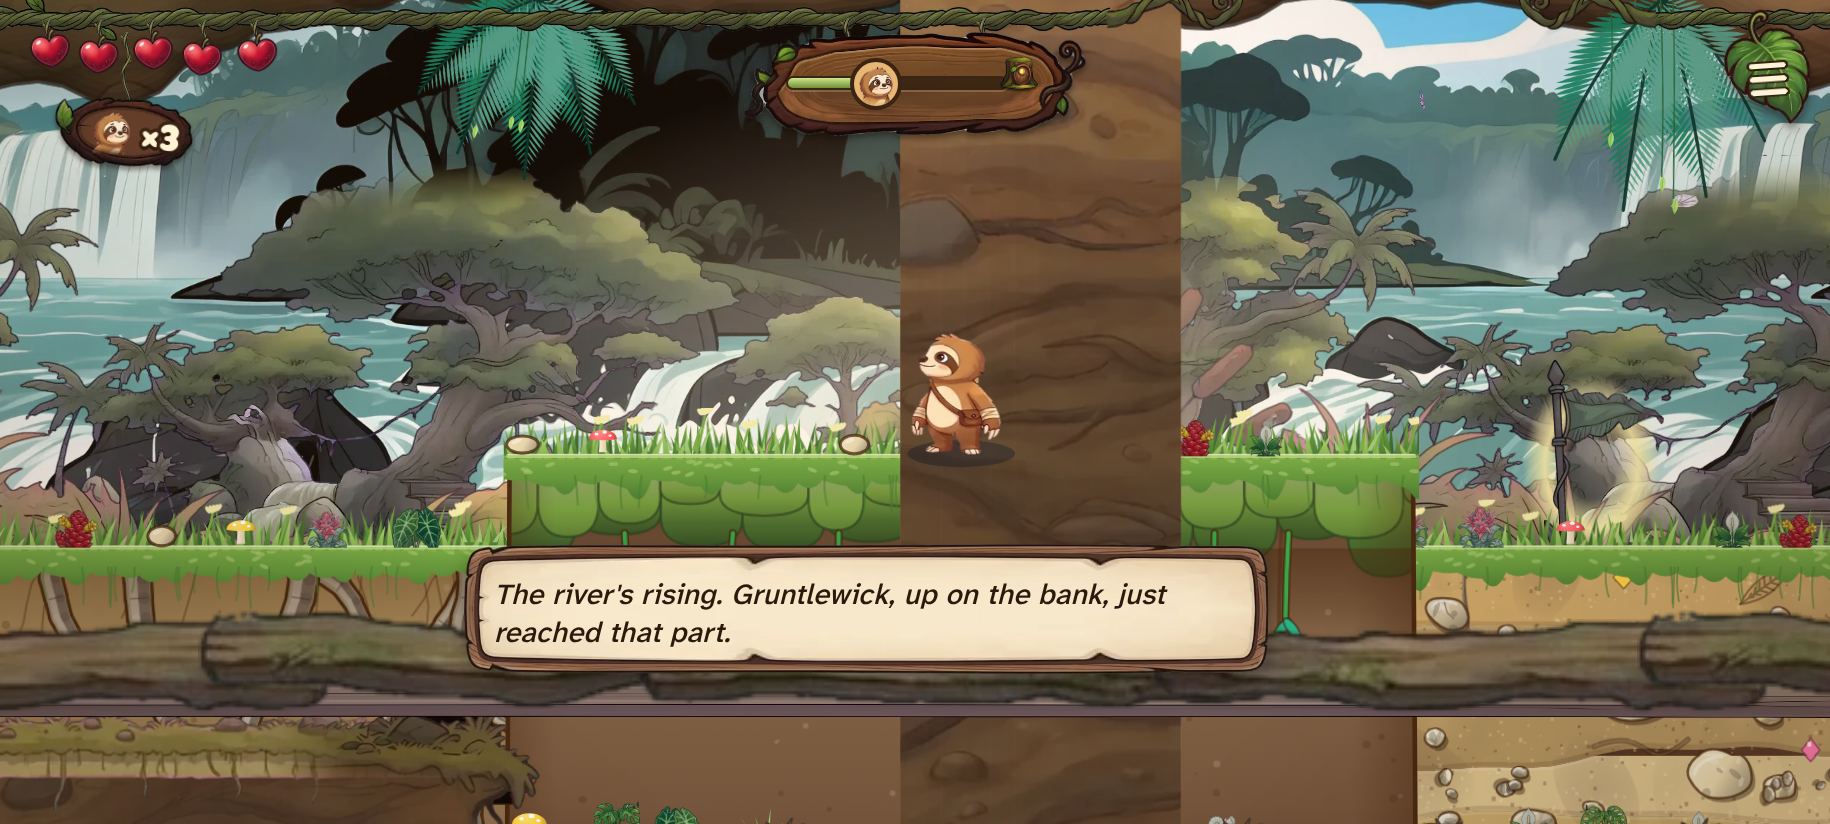 ×3
The river's rising. Gruntlewick, up on the bank, just
reached that part.